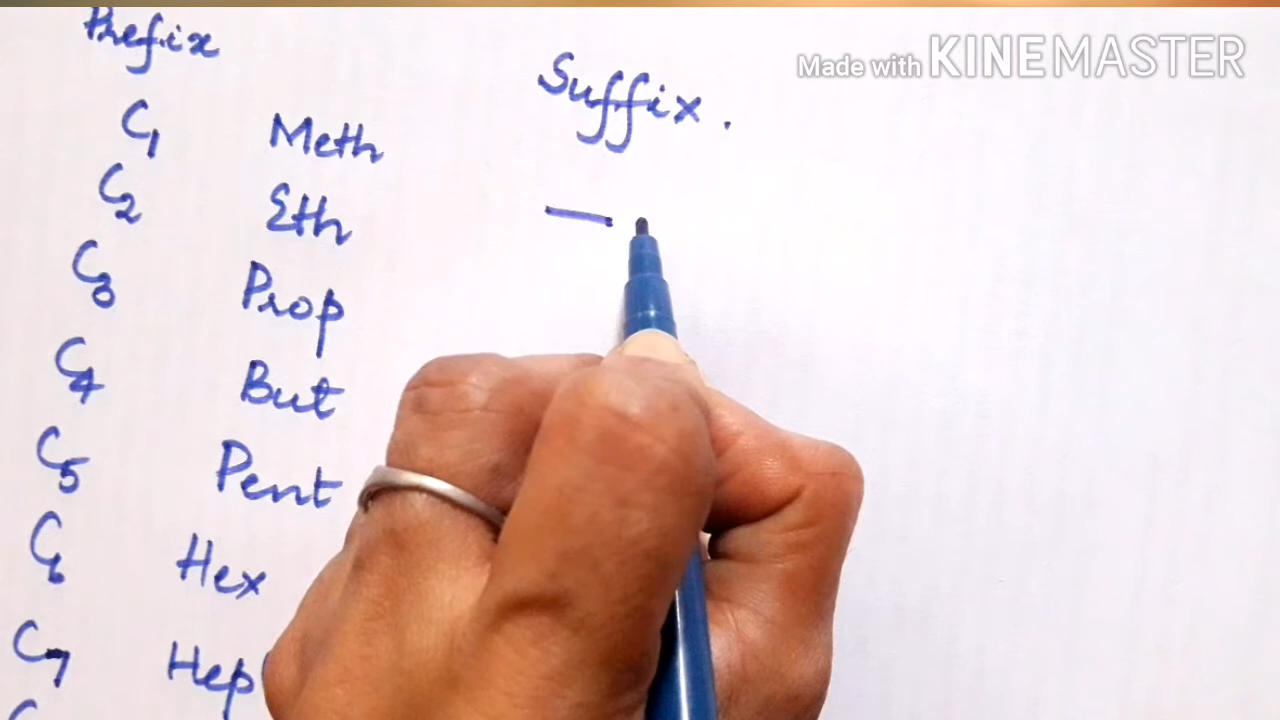 Prefix
Suffix.
Made with KINEMASTER
C1 Meth
C2 Eth
—
C3 Prop
C4 But
C5 Pent
C6 Hex
C7 Hep